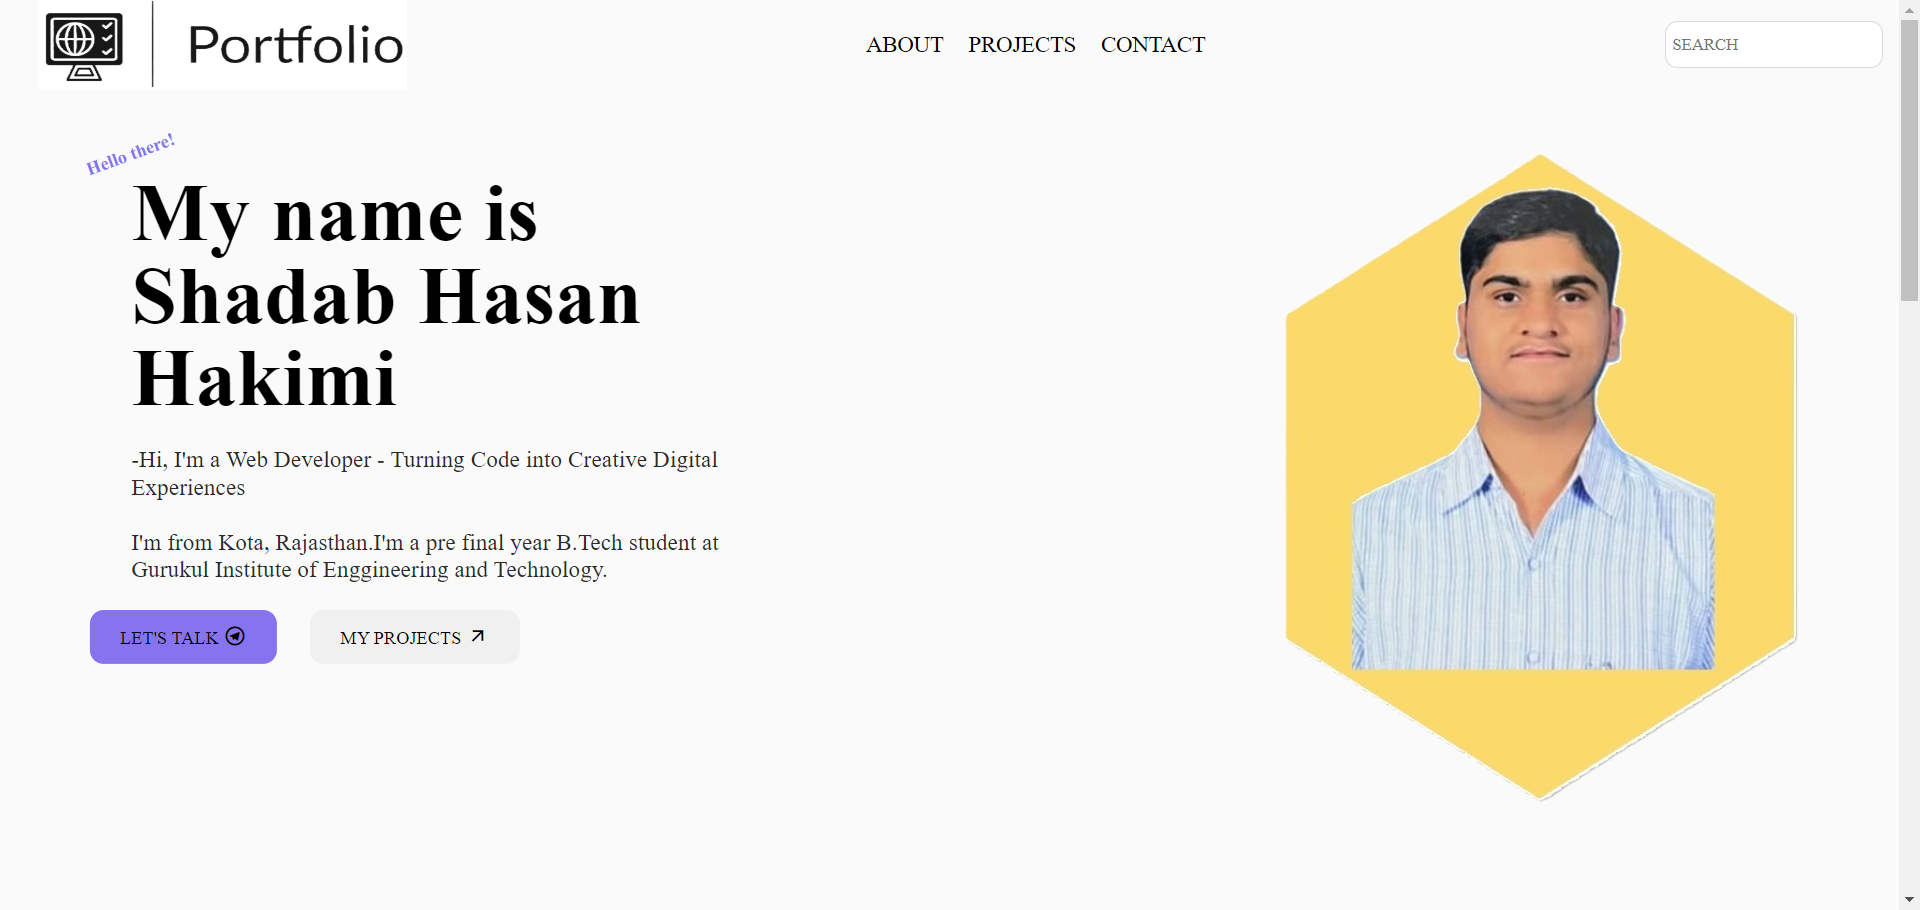 Portfolio
ABOUT PROJECTS CONTACT
SEARCH
Hello there!
My name is
Shadab Hasan
Hakimi
-Hi, I'm a Web Developer - Turning Code into Creative Digital
Experiences
I'm from Kota, Rajasthan.I'm a pre final year B.Tech student at
Gurukul Institute of Enggineering and Technology.
LET'S TALK
MY PROJECTS